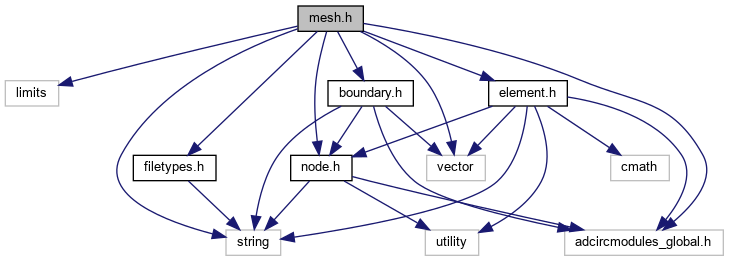 mesh.h
limits
boundary.h
element.h
filetypes.h
node.h
vector
cmath
string
utility
adcircmodules_global.h